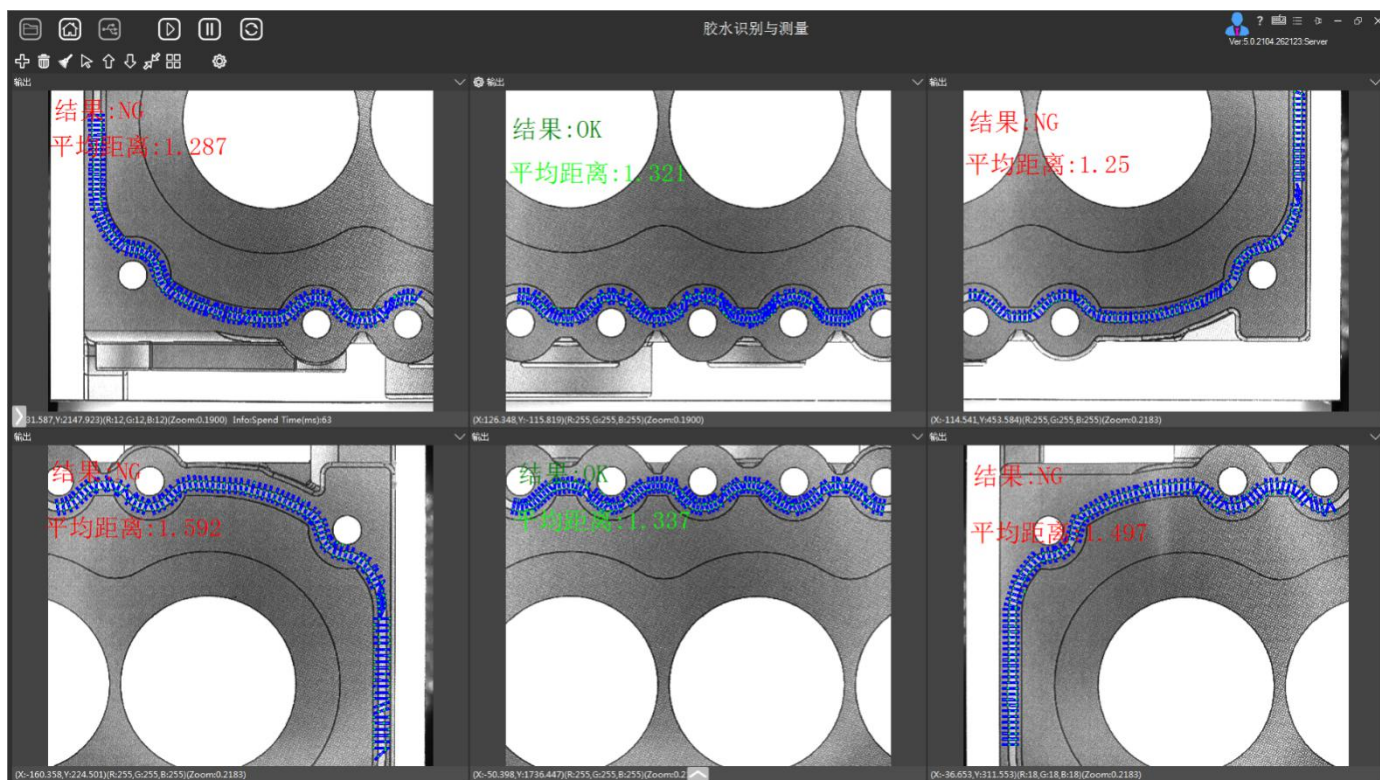 胶水识别与测量
?
Ver:5.0.2104.262123:Server
输出
输出
输出
结果:NG
平均距离:1.287
结果:OK
平均距离:1.321
结果:NG
平均距离:1.25
31.587,Y:2147.923)(R:12,G:12,B:12)(Zoom:0.1900) Info:Spend Time(ms):63
(X:126.348,Y:-115.819)(R:255,G:255,B:255)(Zoom:0.1900)
(X:-114.541,Y:453.584)(R:255,G:255,B:255)(Zoom:0.2183)
输出
输出
输出
结果:NG
平均距离:1.592
结果:OK
平均距离:1.337
结果:NG
平均距离:1.497
(X:-160.358,Y:224.501)(R:255,G:255,B:255)(Zoom:0.2183)
(X:-50.398,Y:1736.447)(R:255,G:255,B:255)(Zoom:0.2
(X:-36.653,Y:311.553)(R:18,G:18,B:18)(Zoom:0.2183)